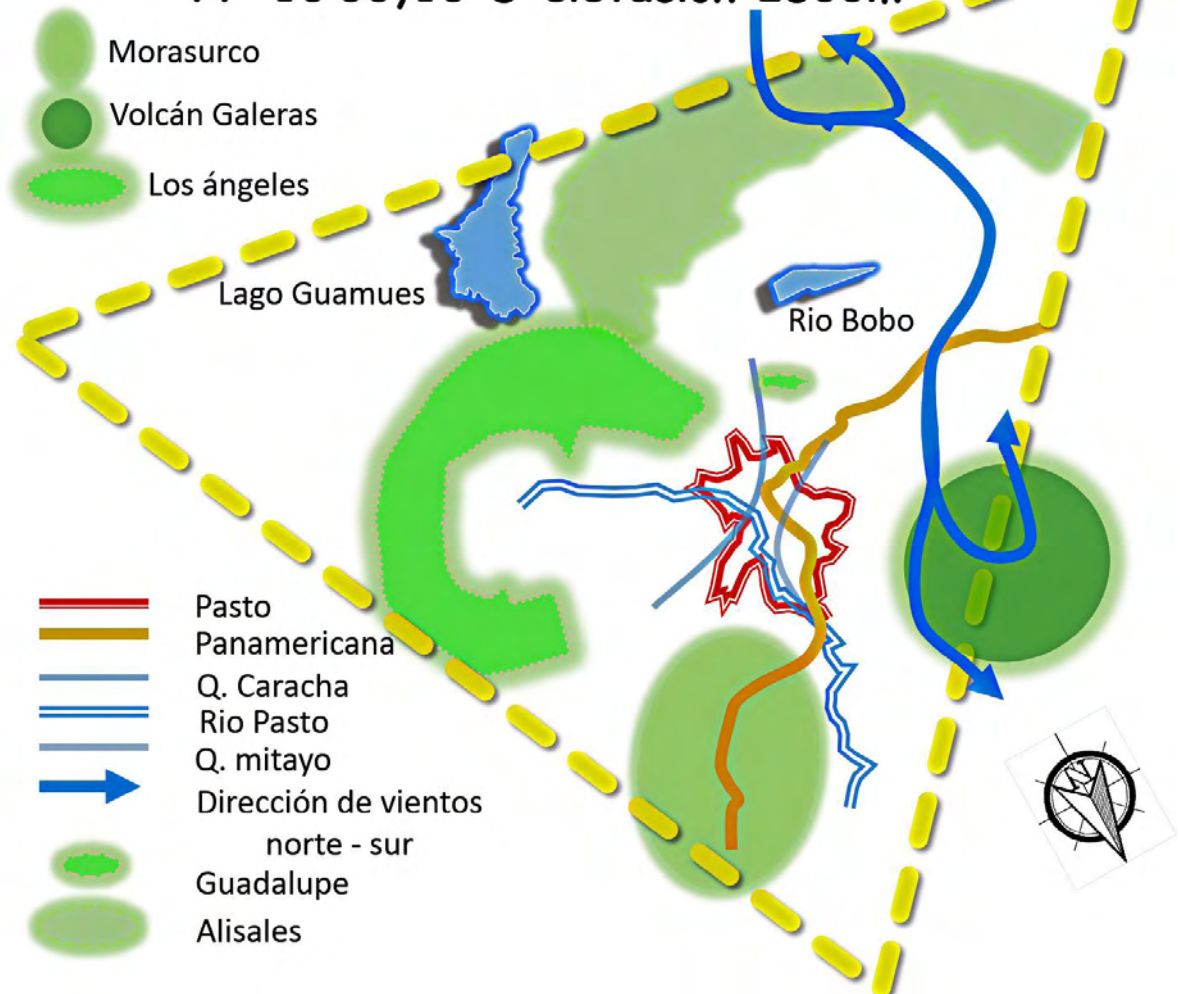 Morasurco
Volcán Galeras
Los ángeles
Lago Guamues
Rio Bobo
Pasto
Panamericana
Q. Caracha
Rio Pasto
Q. mitayo
Dirección de vientos
norte - sur
Guadalupe
Alisales
N